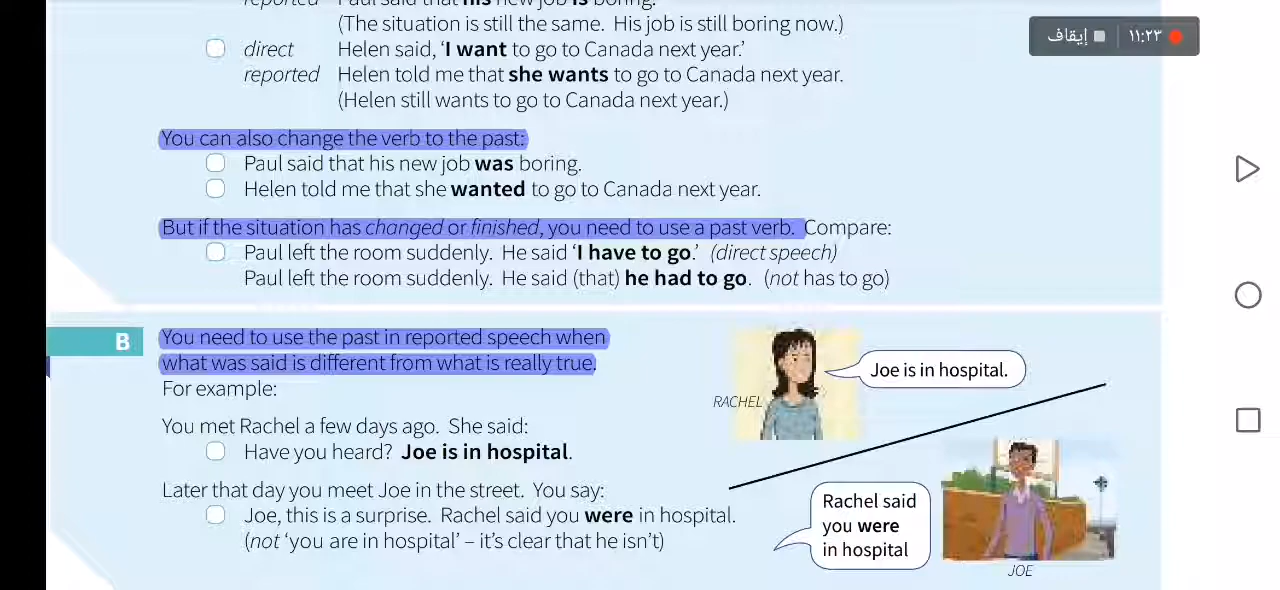 reported Paul said that his new job is boring.
(The situation is still the same. His job is still boring now.)
direct Helen said, ‘I want to go to Canada next year.’
reported Helen told me that she wants to go to Canada next year.
(Helen still wants to go to Canada next year.)
إيقاف ١١:٢٣
You can also change the verb to the past:
Paul said that his new job was boring.
Helen told me that she wanted to go to Canada next year.
But if the situation has changed or finished, you need to use a past verb. Compare:
Paul left the room suddenly. He said ‘I have to go.’ (direct speech)
Paul left the room suddenly. He said (that) he had to go. (not has to go)
B
You need to use the past in reported speech when
what was said is different from what is really true.
For example:
You met Rachel a few days ago. She said:
Have you heard? Joe is in hospital.
Later that day you meet Joe in the street. You say:
Joe, this is a surprise. Rachel said you were in hospital.
(not ‘you are in hospital’ – it’s clear that he isn’t)
Joe is in hospital.
RACHEL
Rachel said
you were
in hospital
JOE